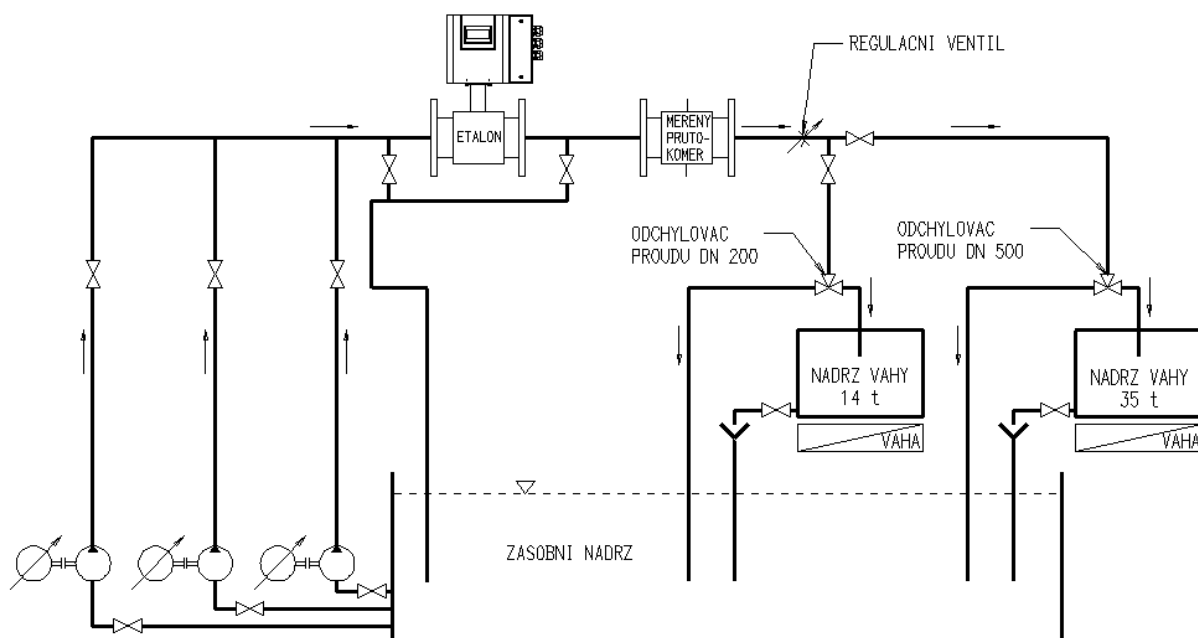 REGULACNI VENTIL
ETALON
MERENY
PRUTO-
KOMER
ODCHYLOVAC
PROUDU DN 200
ODCHYLOVAC
PROUDU DN 500
NADRZ VAHY
14 t
VAHA
NADRZ VAHY
35 t
VAHA
ZASOBNI NADRZ